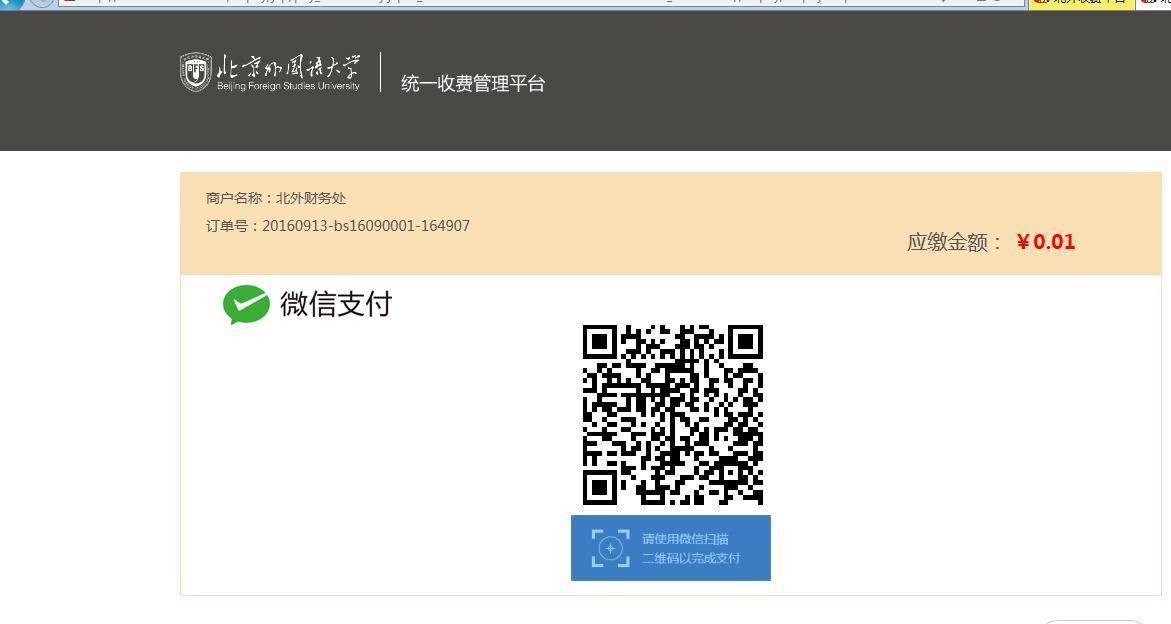 北京外国语大学
Beijing Foreign Studies University
统一收费管理平台
商户名称：北外财务处
订单号：20160913-bs16090001-164907
应缴金额： ￥0.01
微信支付
请使用微信扫描
二维码以完成支付